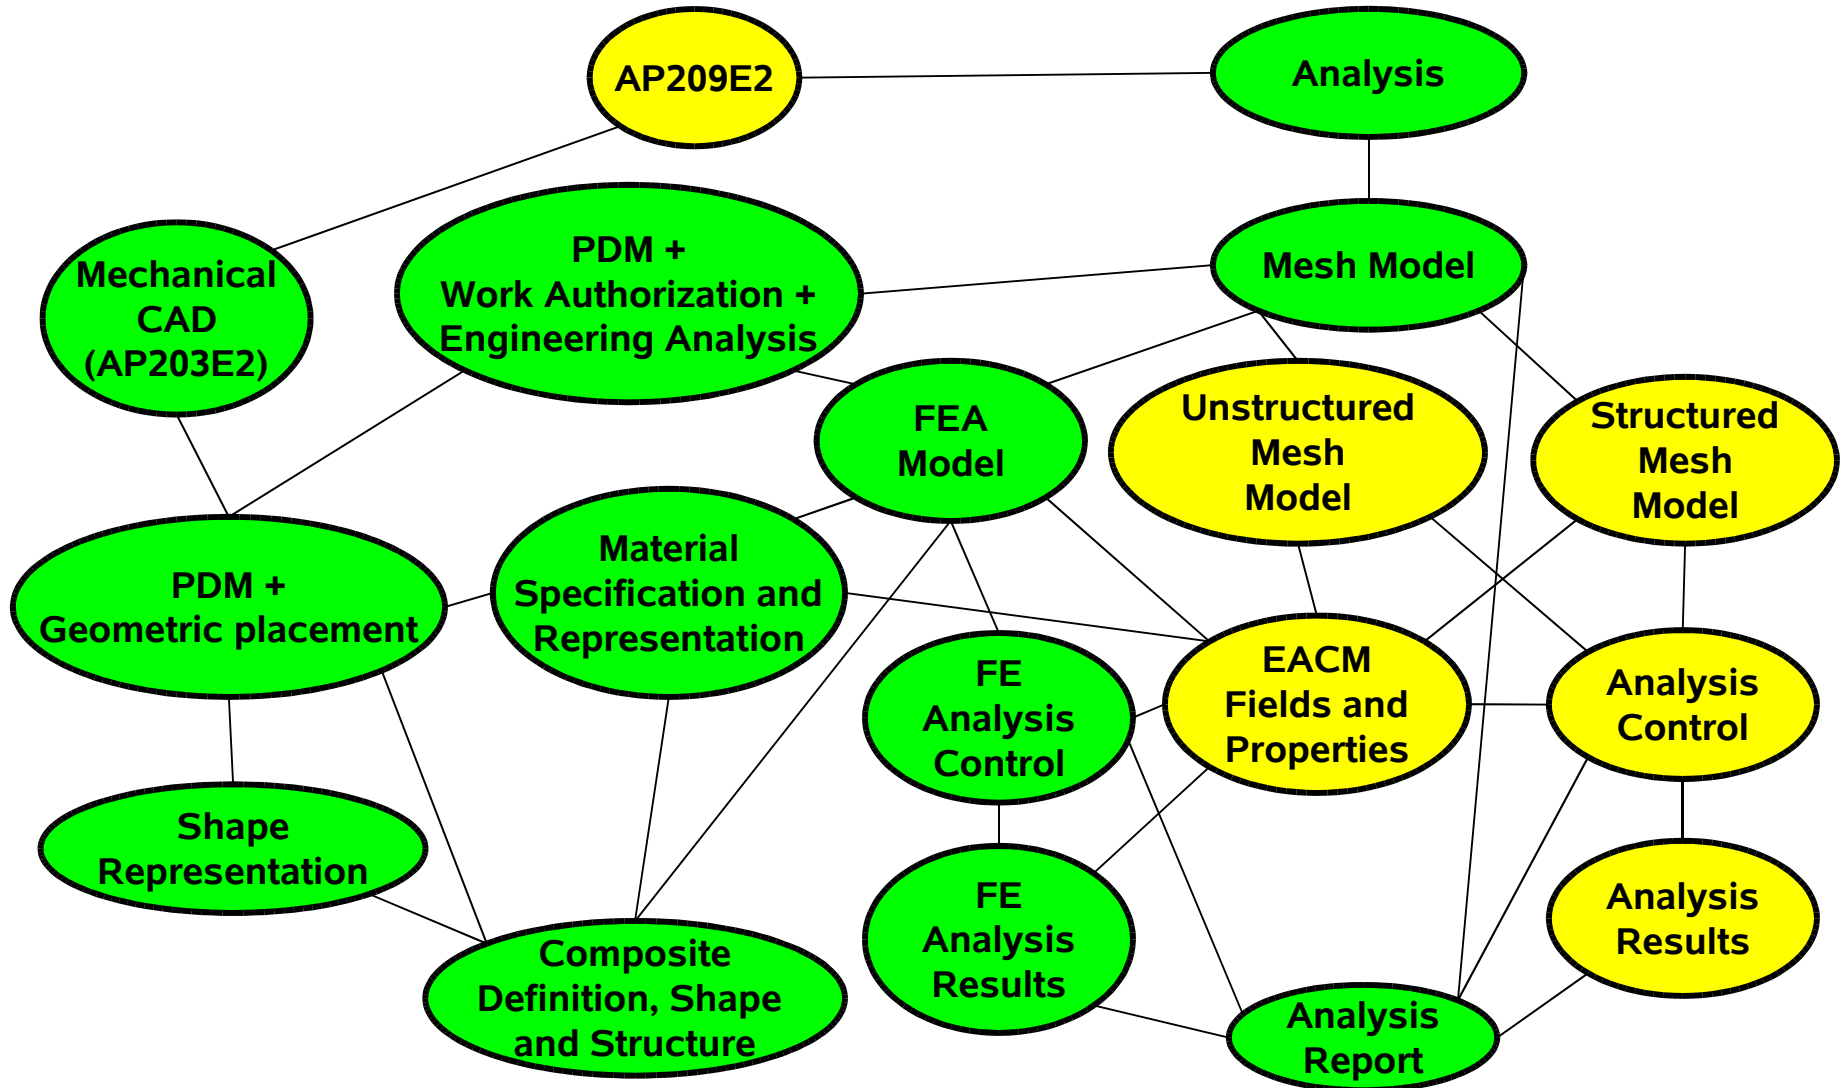 AP209E2
Analysis
Mechanical
CAD
(AP203E2)
PDM +
Work Authorization +
Engineering Analysis
Mesh Model
FEA
Model
Unstructured
Mesh
Model
Structured
Mesh
Model
PDM +
Geometric placement
Material
Specification and
Representation
FE
Analysis
Control
EACM
Fields and
Properties
Analysis
Control
Shape
Representation
Composite
Definition, Shape
and Structure
FE
Analysis
Results
Analysis
Report
Analysis
Results